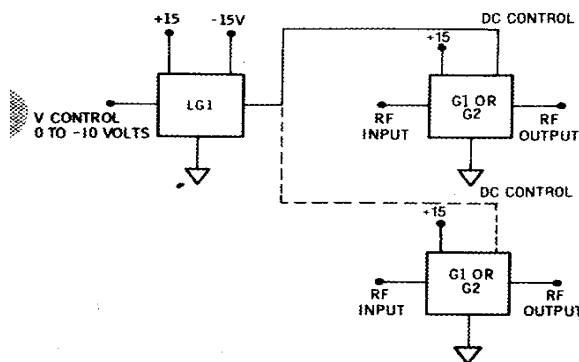 +15
-15V
DC CONTROL
+15
LG1
G1 OR
G2
V CONTROL
0 TO -10 VOLTS
RF
INPUT
RF
OUTPUT
DC CONTROL
+15
G1 OR
G2
RF
INPUT
RF
OUTPUT